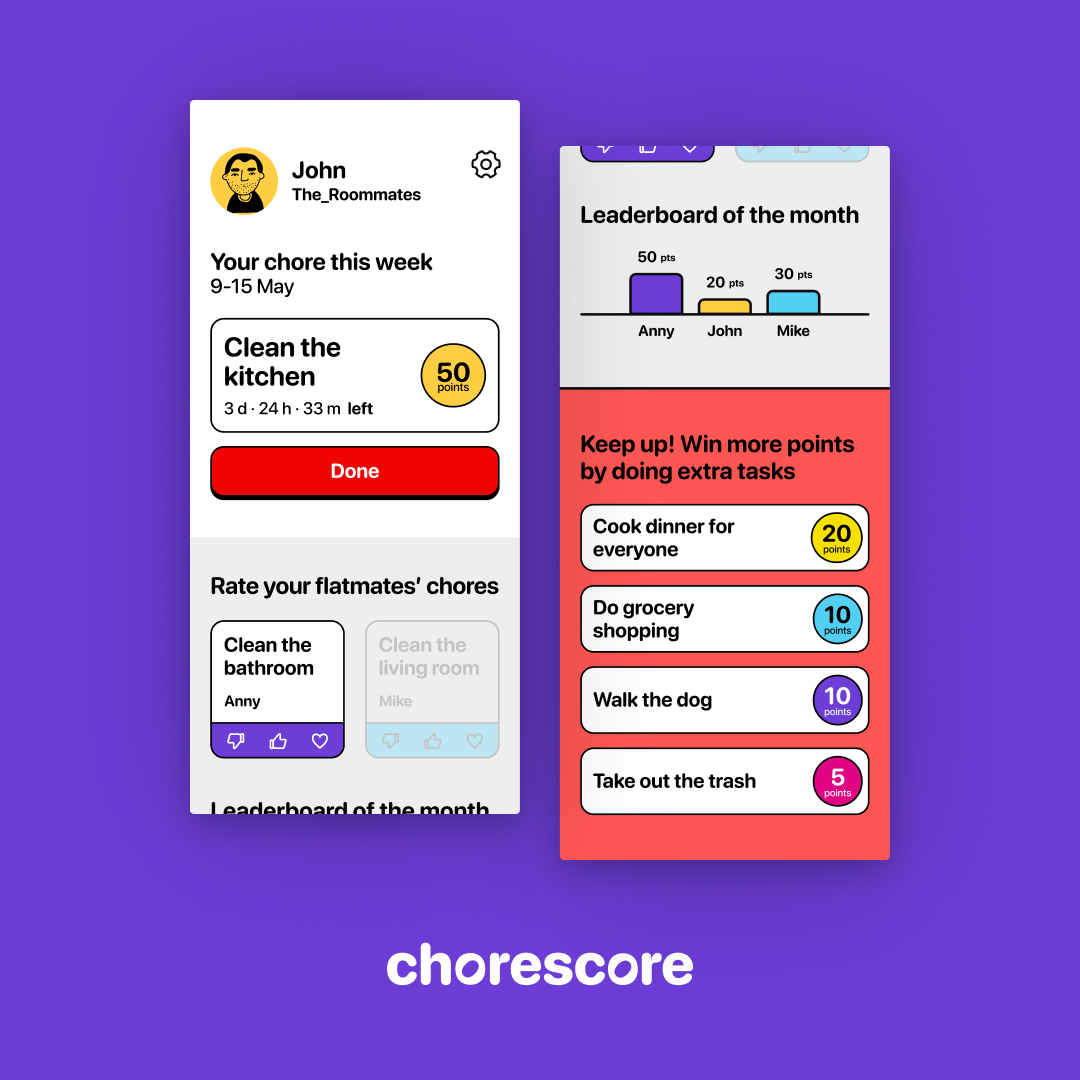 John
The_Roommates
Your chore this week
9-15 May
Clean the
kitchen
3 d · 24 h · 33 m left
50
points
Done
Rate your flatmates’ chores
Clean the
bathroom
Anny
Clean the
living room
Mike
Leaderboard of the month
Leaderboard of the month
50 pts
20 pts
30 pts
Anny
John
Mike
Keep up! Win more points
by doing extra tasks
Cook dinner for
everyone
20
points
Do grocery
shopping
10
points
Walk the dog
10
points
Take out the trash
5
points
chorescore